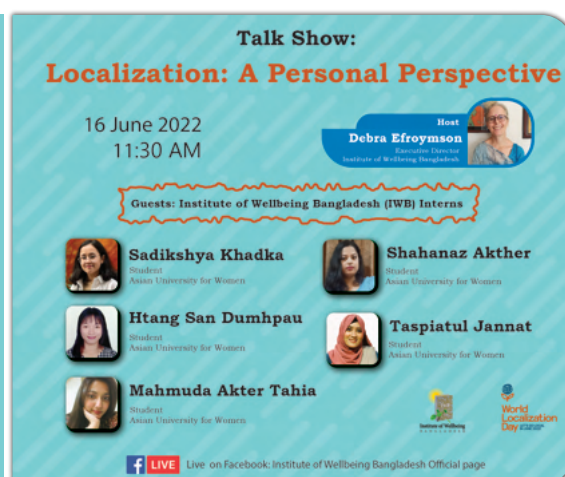 Talk Show:
Localization: A Personal Perspective
16 June 2022
11:30 AM
Host
Debra Efroymson
Executive Director
Institute of Wellbeing Bangladesh
Guests: Institute of Wellbeing Bangladesh (IWB) Interns
Sadikshya Khadka
Student
Asian University for Women
Shahanaz Akther
Student
Asian University for Women
Htang San Dumhpau
Student
Asian University for Women
Taspiatul Jannat
Student
Asian University for Women
Mahmuda Akter Tahia
Student
Asian University for Women
Institute of Wellbeing
BANGLADESH
World
Localization
Day
f LIVE Live on Facebook: Institute of Wellbeing Bangladesh Official page